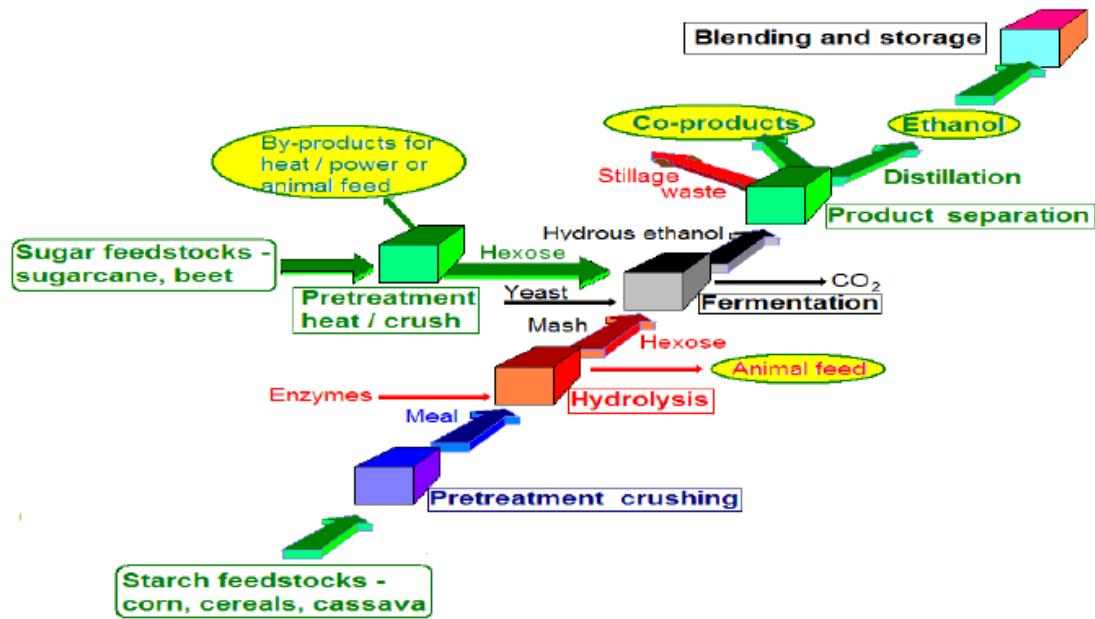 Blending and storage
Co-products
Ethanol
By-products for
heat / power or
animal feed
Stillage
waste
Distillation
Product separation
Hydrous ethanol
Sugar feedstocks -
sugarcane, beet
Hexose
Pretreatment
heat / crush
Yeast
CO₂
Fermentation
Mash
Hexose
Animal feed
Enzymes
Hydrolysis
Meal
Pretreatment crushing
Starch feedstocks -
corn, cereals, cassava